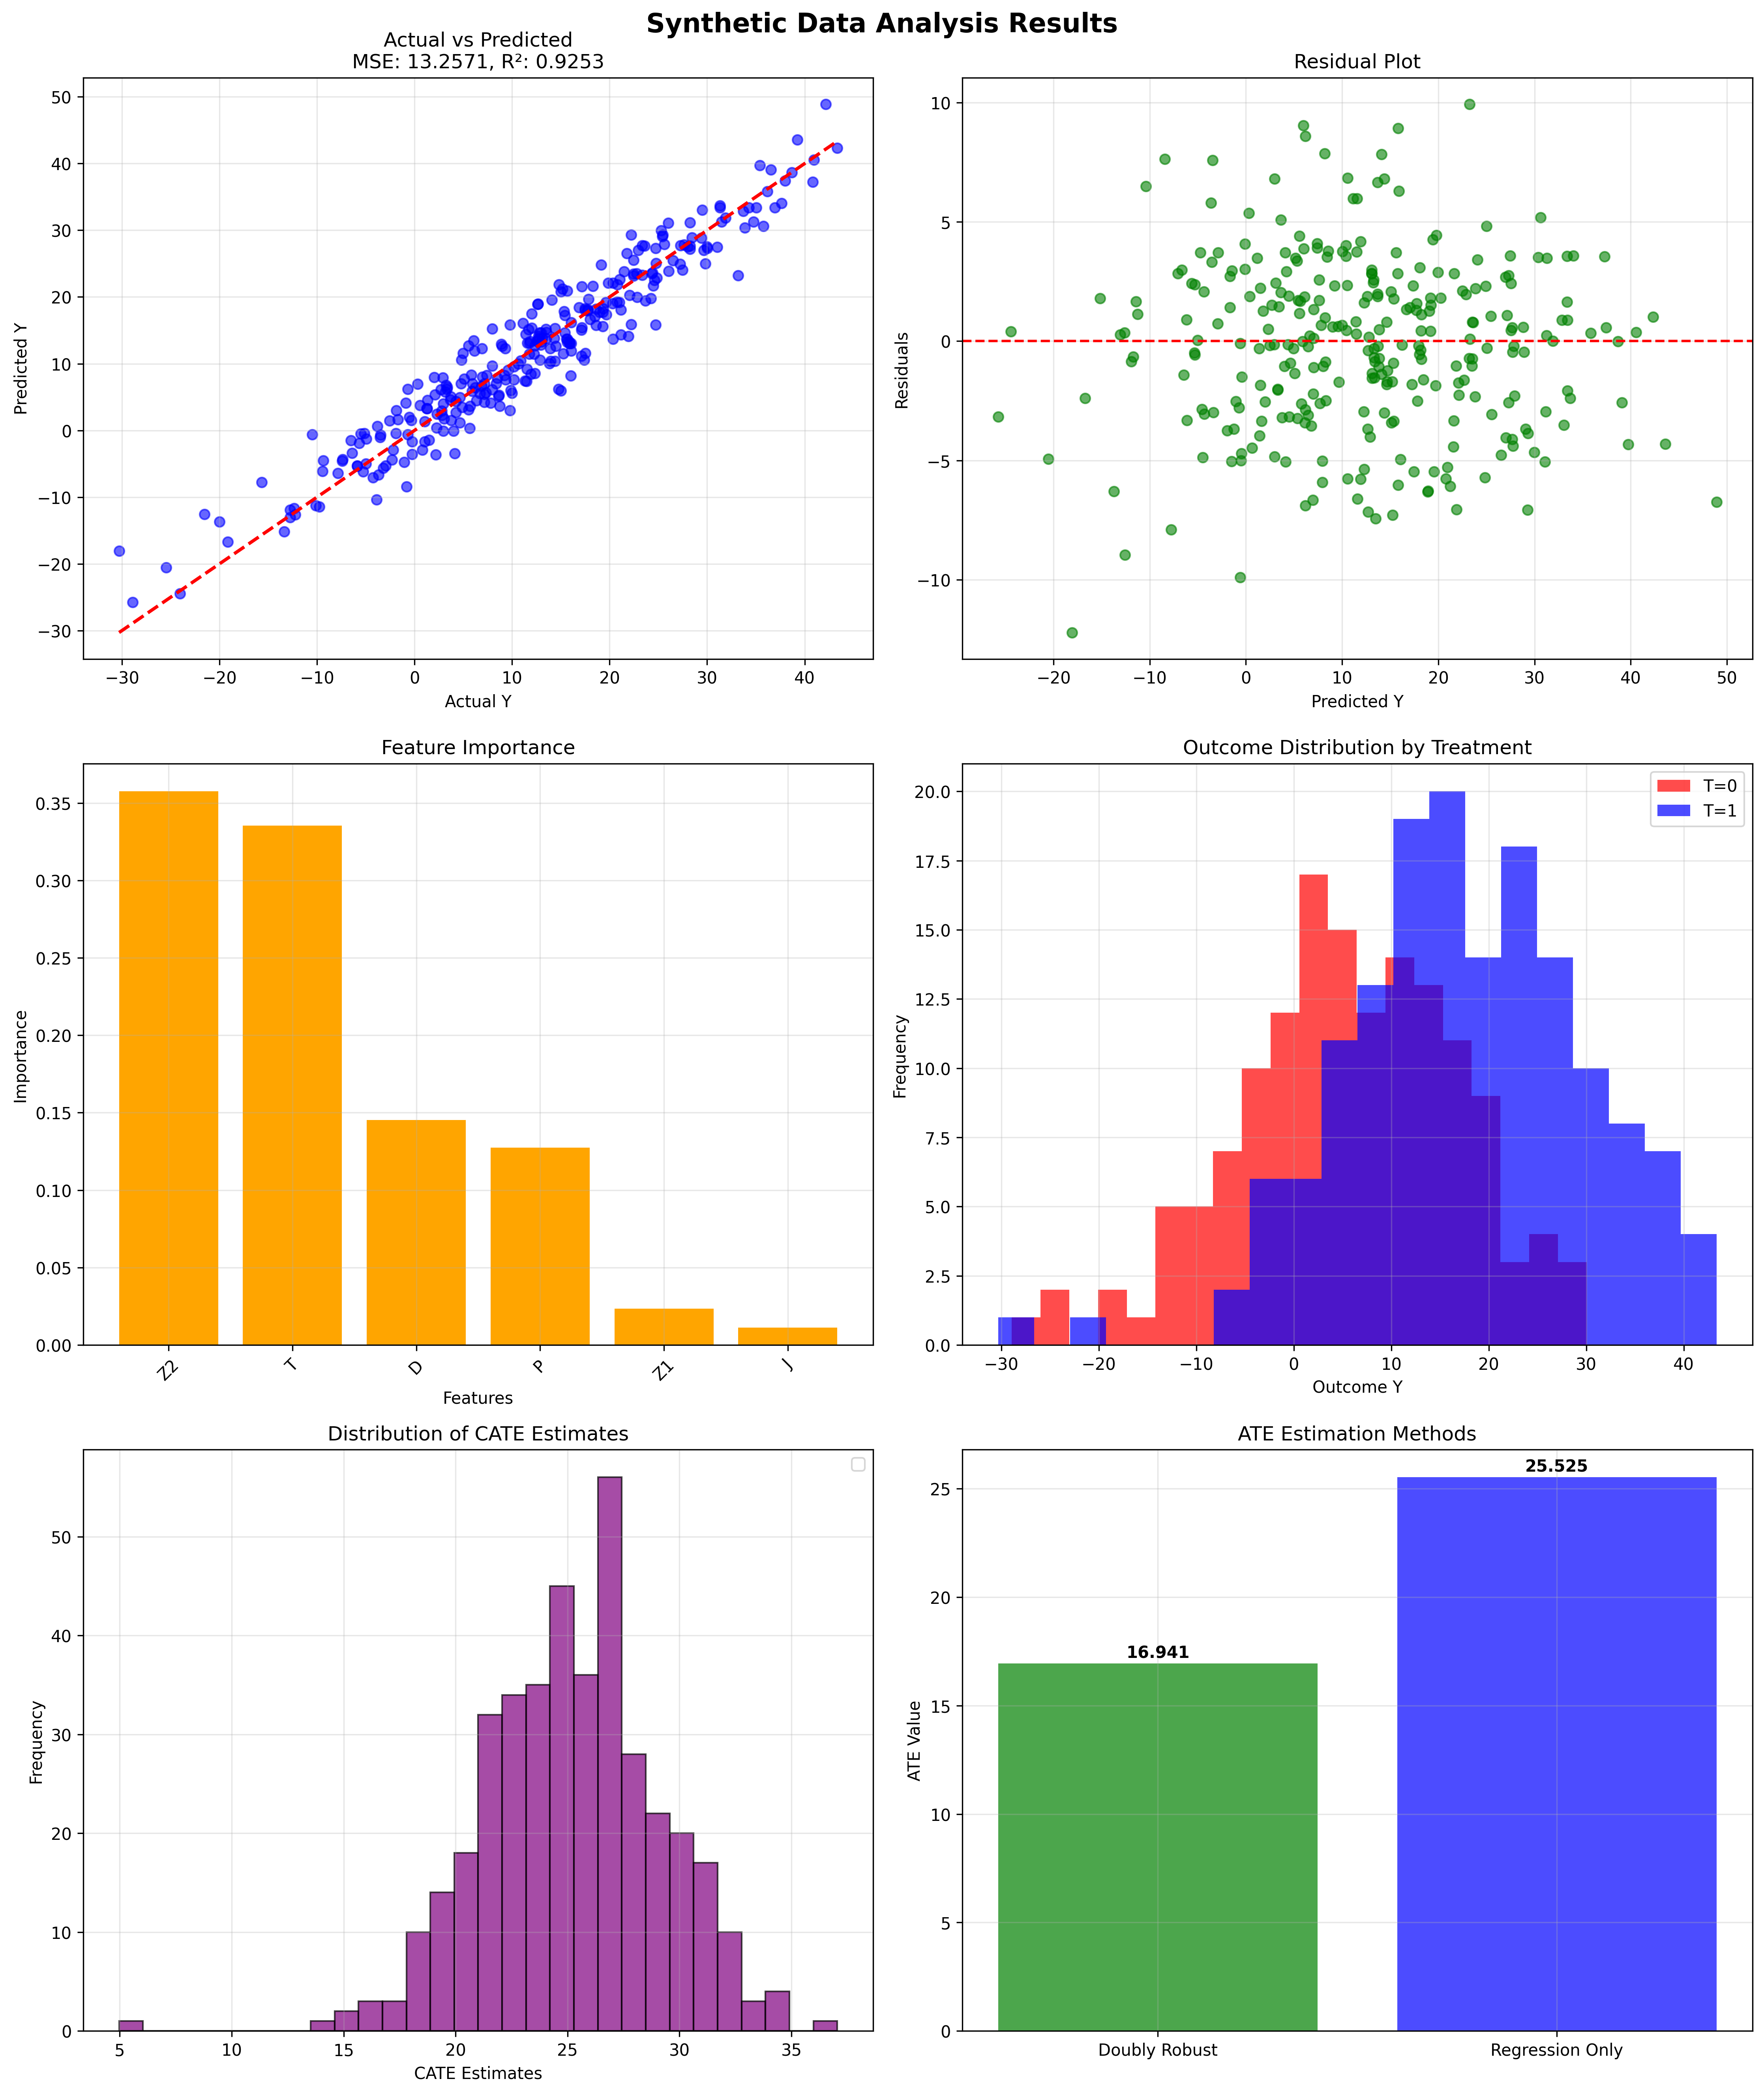 Synthetic Data Analysis Results
Actual vs Predicted
MSE: 13.2571, R²: 0.9253
50
40
30
20
10
0
−10
−20
−30
Predicted Y
−30 −20 −10 0 10 20 30 40
Actual Y
Residual Plot
10
5
0
−5
−10
Residuals
−20 −10 0 10 20 30 40 50
Predicted Y
Feature Importance
0.35
0.30
0.25
0.20
0.15
0.10
0.05
0.00
Importance
Z2 T D P Z1 J
Features
Outcome Distribution by Treatment
T=0
T=1
20.0
17.5
15.0
12.5
10.0
7.5
5.0
2.5
0.0
Frequency
−30 −20 −10 0 10 20 30 40
Outcome Y
Distribution of CATE Estimates
50
40
30
20
10
0
Frequency
5 10 15 20 25 30 35
CATE Estimates
ATE Estimation Methods
25.525
16.941
25
20
15
10
5
0
ATE Value
Doubly Robust Regression Only